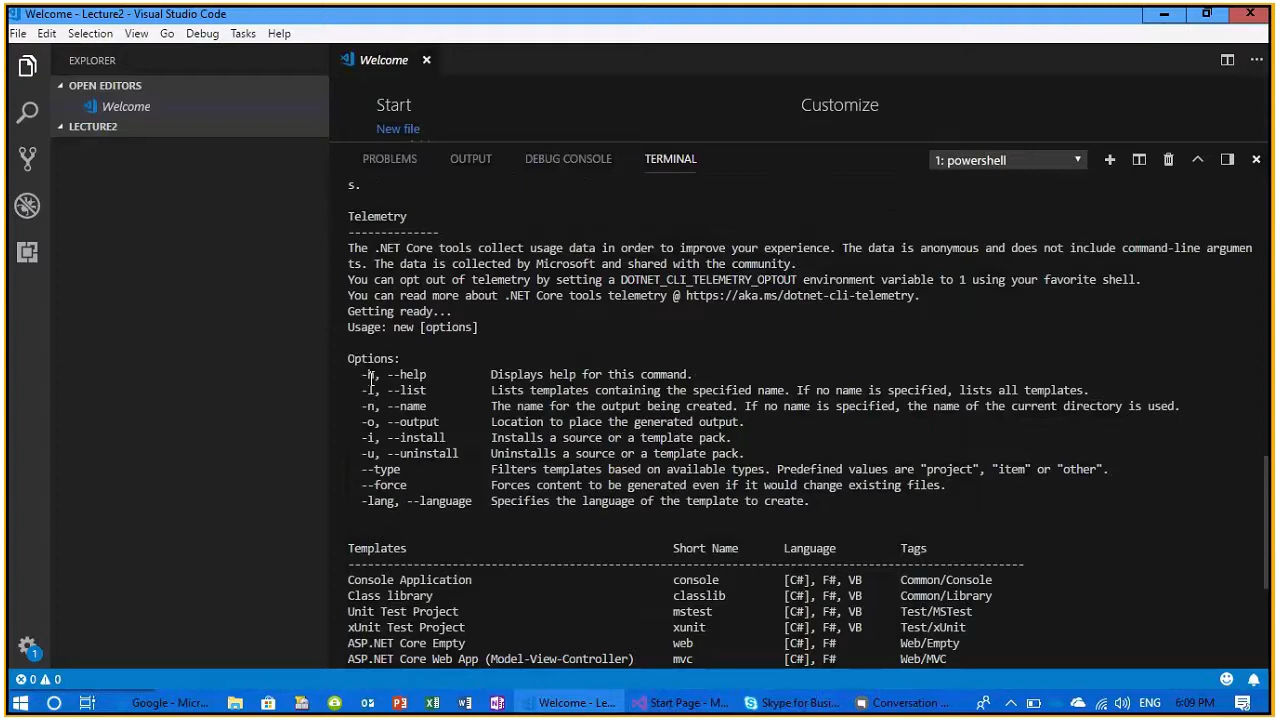 Welcome - Lecture2 - Visual Studio Code
File Edit Selection View Go Debug Tasks Help
EXPLORER
OPEN EDITORS
Welcome
LECTURE2
Welcome
Start
Customize
New file
PROBLEMS OUTPUT DEBUG CONSOLE TERMINAL 1: powershell
s.
Telemetry
--------------
The .NET Core tools collect usage data in order to improve your experience. The data is anonymous and does not include command-line argumen
ts. The data is collected by Microsoft and shared with the community.
You can opt out of telemetry by setting a DOTNET_CLI_TELEMETRY_OPTOUT environment variable to 1 using your favorite shell.
You can read more about .NET Core tools telemetry @ https://aka.ms/dotnet-cli-telemetry.
Getting ready...
Usage: new [options]
Options:
-h, --help Displays help for this command.
-l, --list Lists templates containing the specified name. If no name is specified, lists all templates.
-n, --name The name for the output being created. If no name is specified, the name of the current directory is used.
-o, --output Location to place the generated output.
-i, --install Installs a source or a template pack.
-u, --uninstall Uninstalls a source or a template pack.
--type Filters templates based on available types. Predefined values are "project", "item" or "other".
--force Forces content to be generated even if it would change existing files.
-lang, --language Specifies the language of the template to create.
Templates Short Name Language Tags
--------------------------------------------------------------------------------------------------------
Console Application console [C#], F#, VB Common/Console
Class library classlib [C#], F#, VB Common/Library
Unit Test Project mstest [C#], F#, VB Test/MSTest
xUnit Test Project xunit [C#], F#, VB Test/xUnit
ASP.NET Core Empty web [C#], F# Web/Empty
ASP.NET Core Web App (Model-View-Controller) mvc [C#], F# Web/MVC
1
0 0
Google - Micr... Welcome - Le... Start Page - M... Skype for Busi... Conversation ... ENG 6:09 PM